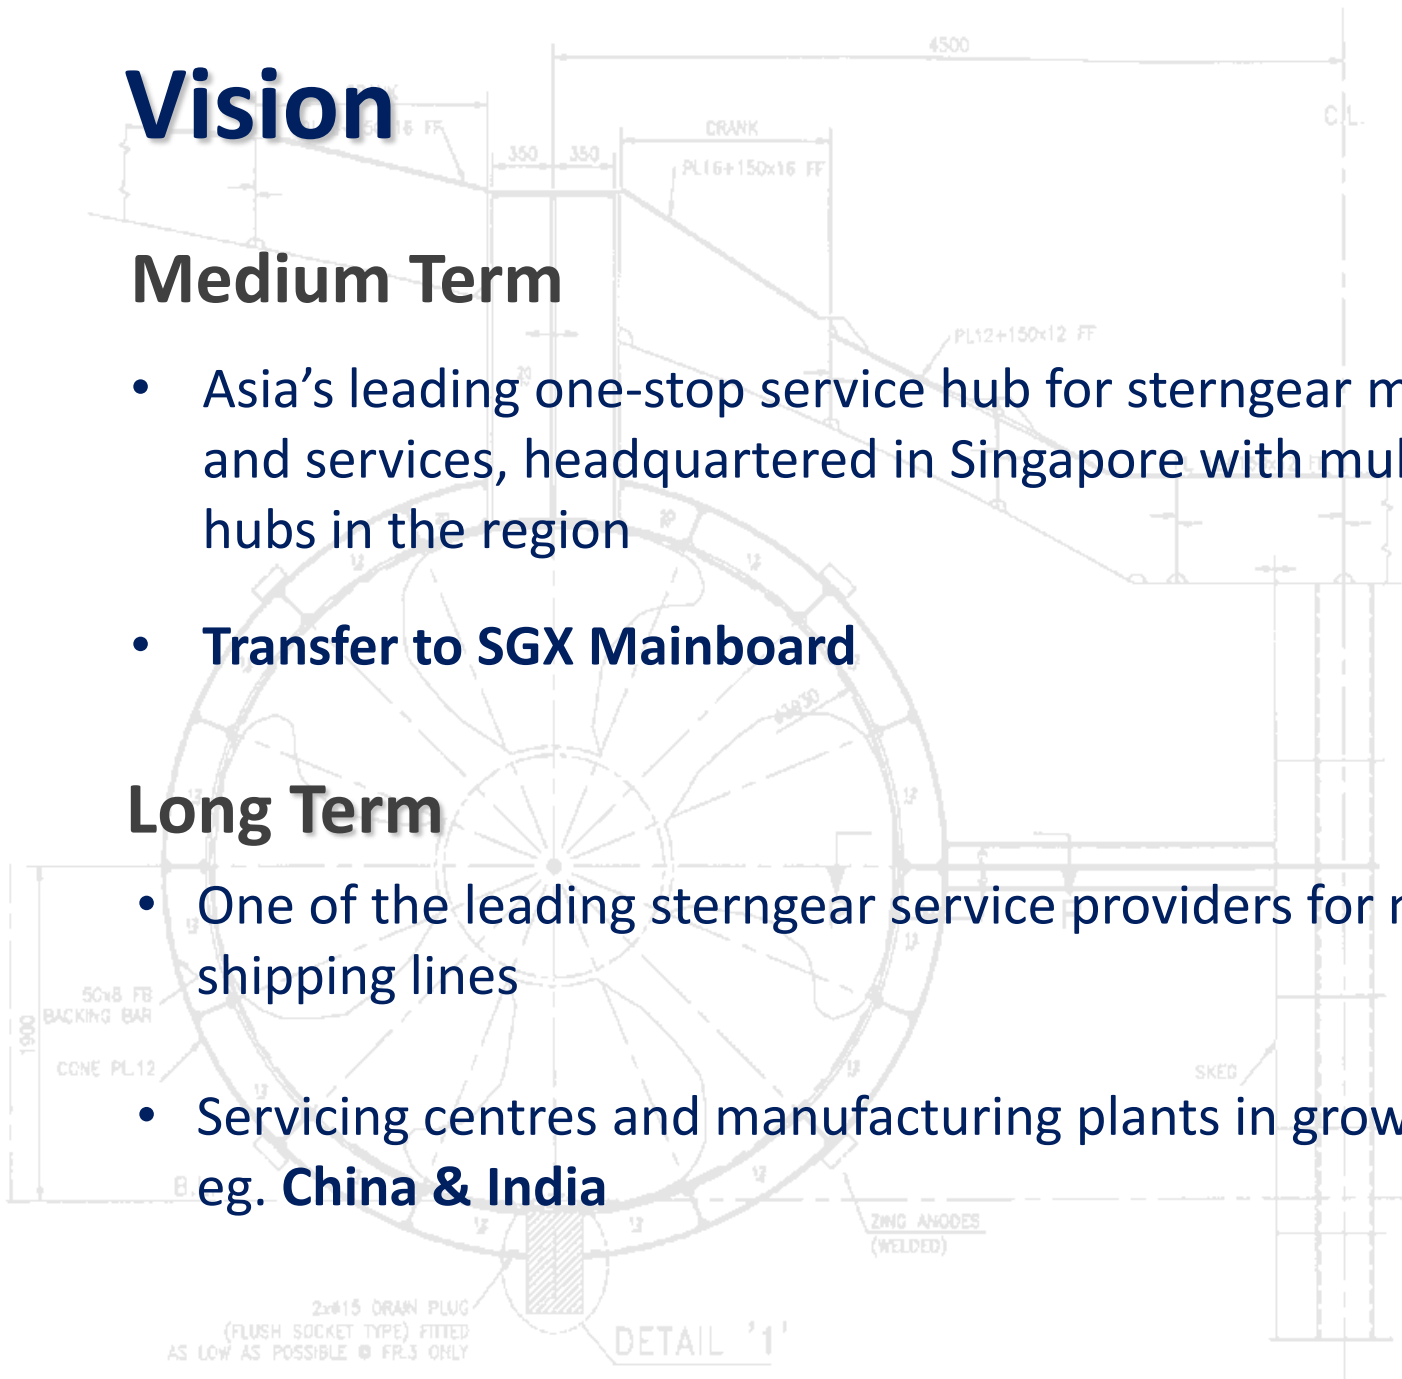 Vision
4500
C.L.
CRANK
350 350
PL16+150x16 FF
Medium Term
PL12+150x12 FF
• Asia’s leading one-stop service hub for sterngear
and services, headquartered in Singapore with
hubs in the region
• Transfer to SGX Mainboard
Long Term
• One of the leading sterngear service providers for
shipping lines
50x8 FB
BACKING BAR
1900
CONE PL.12
SKEG
• Servicing centres and manufacturing plants in
eg. China & India
ZINC ANODES
(WELDED)
2xø15 DRAIN PLUG
(FLUSH SOCKET TYPE) FITTED
AS LOW AS POSSIBLE @ FR.3 ONLY
DETAIL '1'